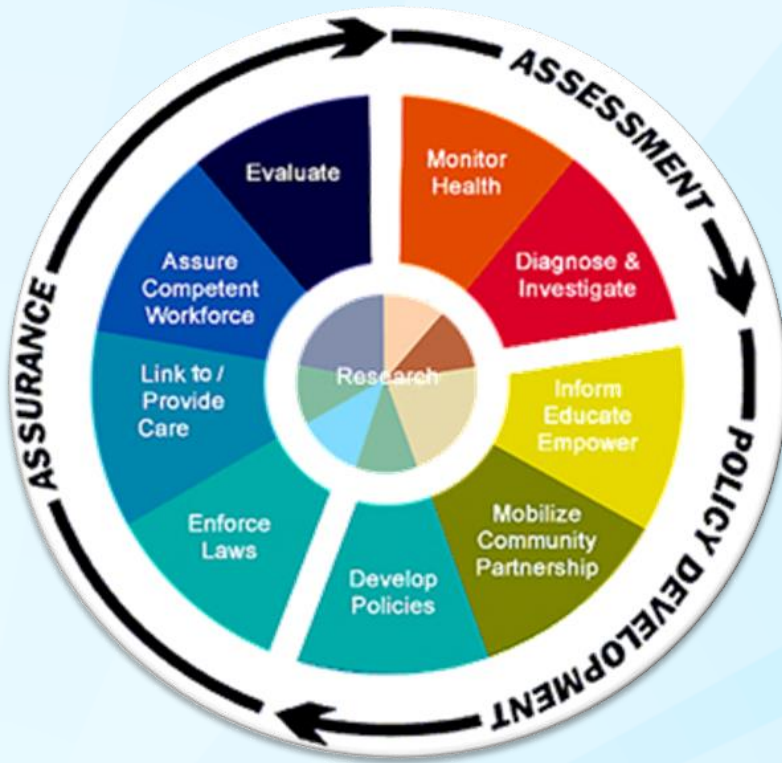 ASSESSMENT
Monitor
Health
Diagnose &
Investigate
POLICY DEVELOPMENT
Inform
Educate
Empower
Mobilize
Community
Partnership
Develop
Policies
ASSURANCE
Enforce
Laws
Link to /
Provide
Care
Assure
Competent
Workforce
Evaluate
Research